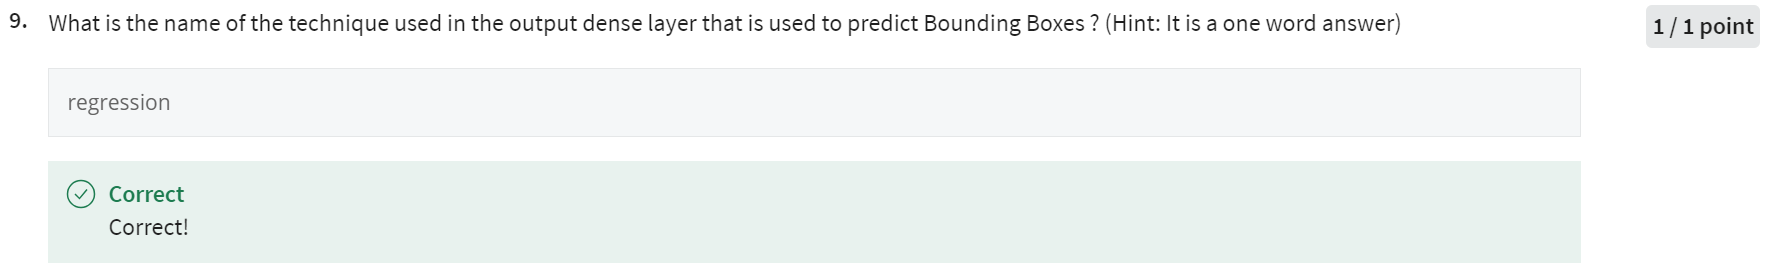 9. What is the name of the technique used in the output dense layer that is used to predict Bounding Boxes ? (Hint: It is a one word answer)
1 / 1 point
regression
Correct
Correct!